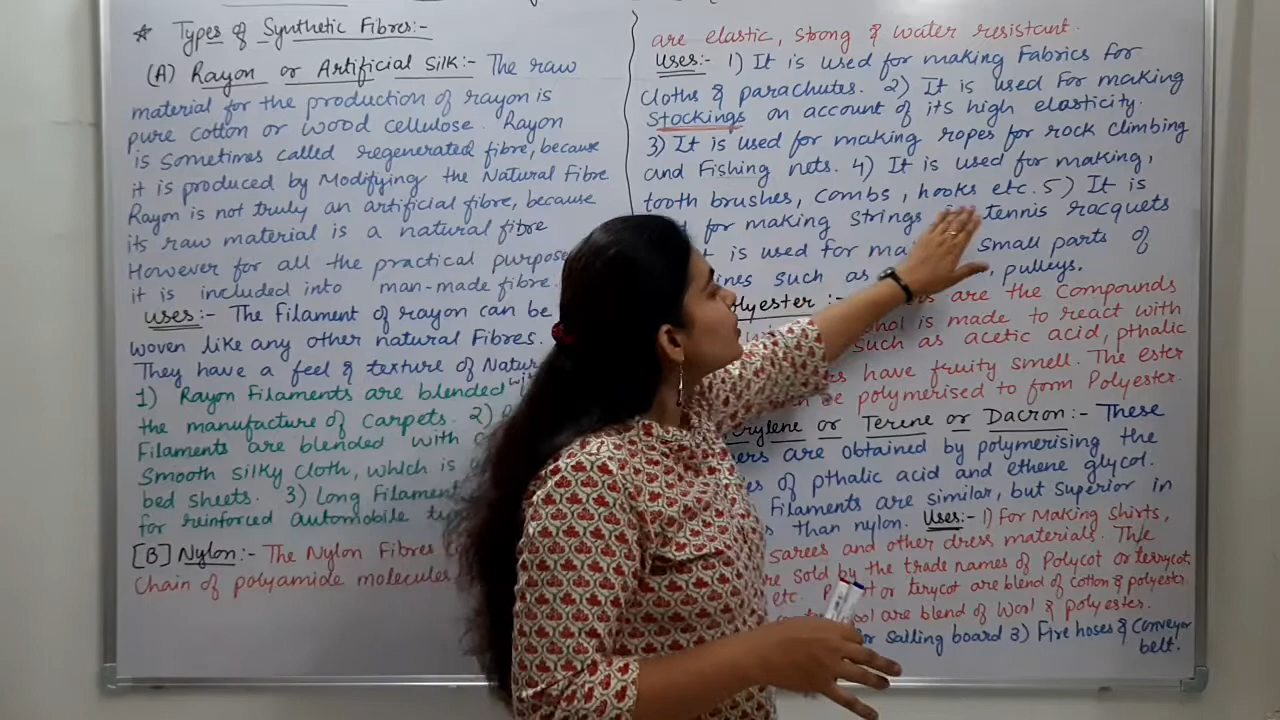 * Types of Synthetic Fibres:-
(A) Rayon or Artificial Silk:- The raw
material for the production of rayon is
pure cotton or wood cellulose. Rayon
is sometimes called regenerated fibre, because
it is produced by Modifying the Natural Fibre
Rayon is not truly an artificial fibre, because
its raw material is a natural fibre
However for all the practical purpose
it is included into man-made fibre.
Uses:- The Filament of rayon can be
woven like any other natural Fibres.
They have a feel & texture of Natur
1) Rayon Filaments are blended with
the manufacture of carpets. 2)
Filaments are blended with
Smooth silky cloth, which is
bed sheets. 3) Long Filament
for reinforced automobile
[B] Nylon:- The Nylon Fibres
Chain of polyamide molecules
are elastic, strong & water resistant.
Uses:- 1) It is used for making Fabrics for
cloths & parachutes. 2) It is used For making
Stockings on account of its high elasticity.
3) It is used for making ropes for rock climbing
and Fishing nets. 4) It is used for making,
tooth brushes, combs, hooks etc. 5) It is
for making strings tennis racquets
is used for small parts of
such as , pulleys.
are the Compounds
is made to react with
such as acetic acid, pthalic
have fruity smell. The ester
be polymerised to form Polyester.
or Terene or Dacron:- These
are obtained by polymerising the
of pthalic acid and ethene glycol.
Filaments are similar, but Superior in
than nylon. Uses:- 1) For Making shirts,
sarees and other dress materials. The
sold by the trade names of Polycot or terrycot,
etc. or terycot are blend of cotton & polyester
are blend of Wool & polyester.
Sailing board 3) Fire hoses & conveyor
belt.